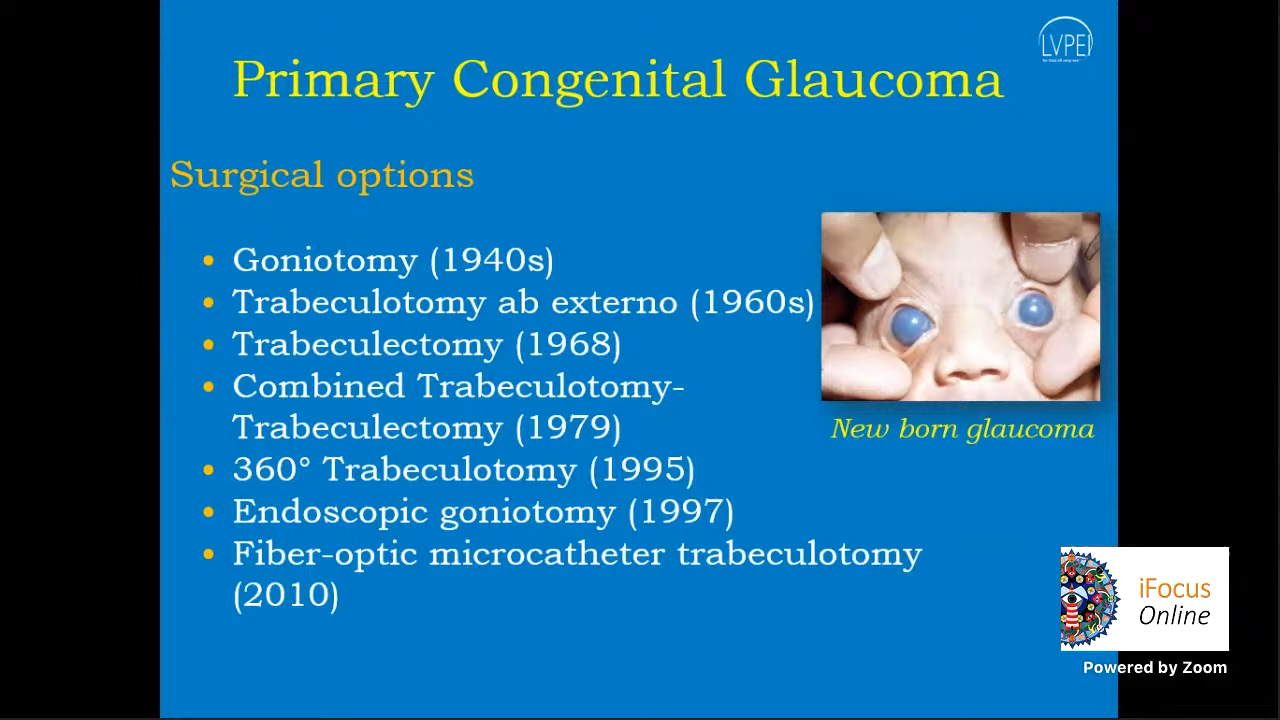 LVPEI
Primary Congenital Glaucoma
Surgical options
• Goniotomy (1940s)
• Trabeculotomy ab externo (1960s)
• Trabeculectomy (1968)
• Combined Trabeculotomy-
Trabeculectomy (1979)
• 360° Trabeculotomy (1995)
• Endoscopic goniotomy (1997)
• Fiber-optic microcatheter trabeculotomy
(2010)
New born glaucoma
iFocus
Online
Powered by Zoom